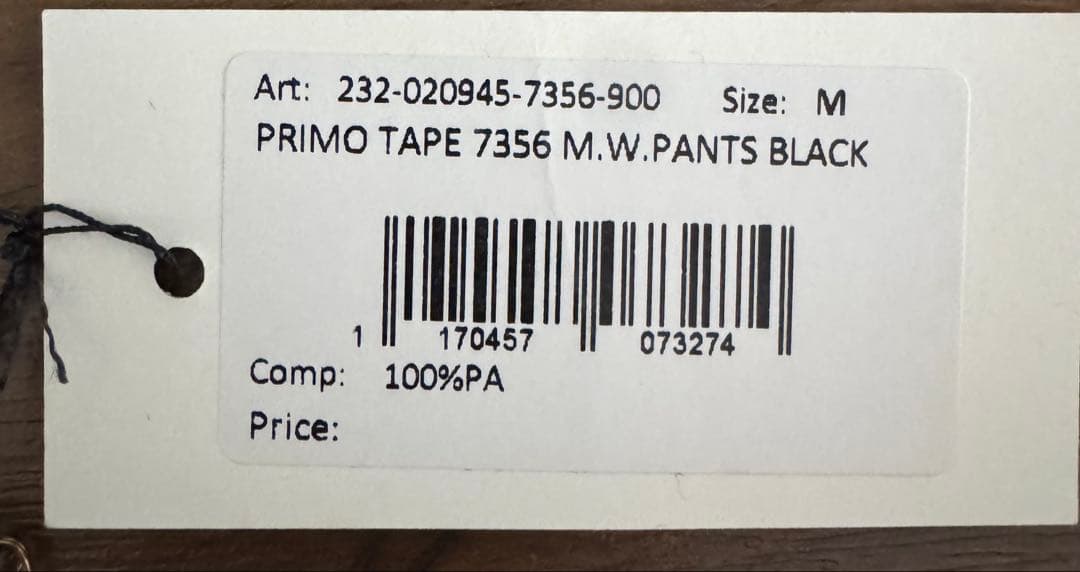 Art: 232-020945-7356-900 Size: M
PRIMO TAPE 7356 M.W.PANTS BLACK
1 170457 073274
Comp: 100%PA
Price: